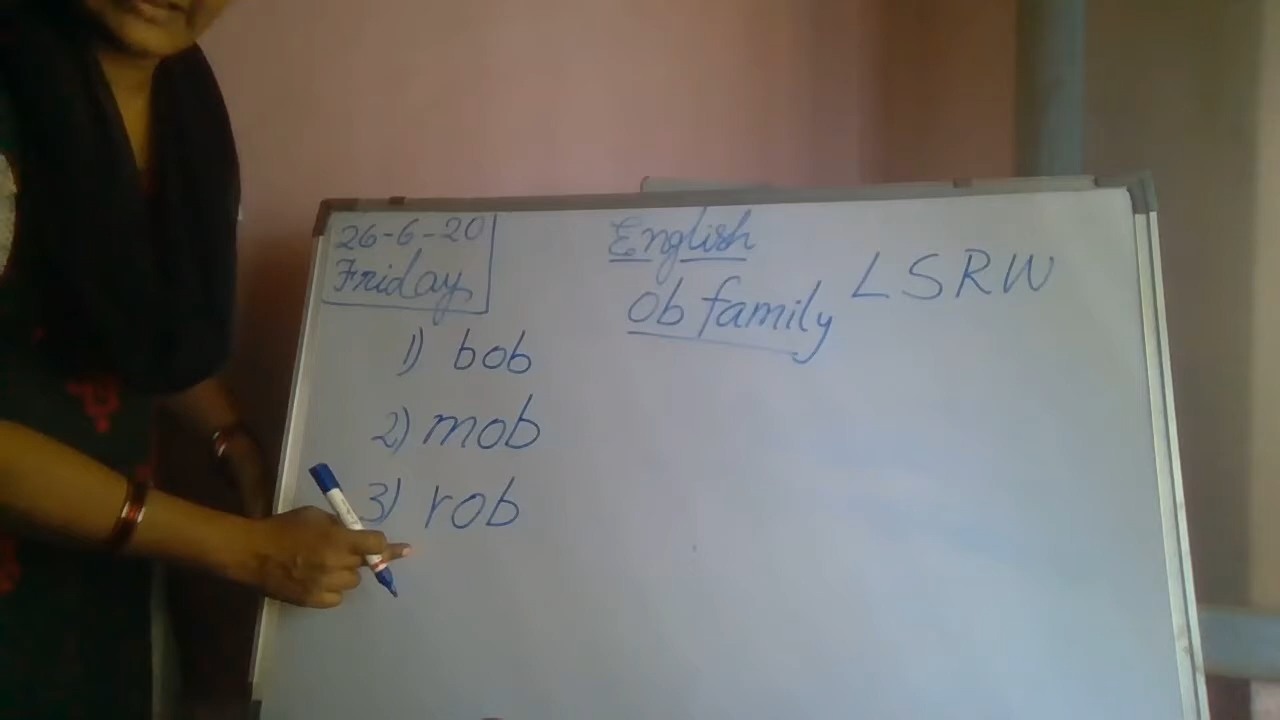 26-6-20
Friday
English
Ob family
LSRW
1) bob
2) mob
3) rob